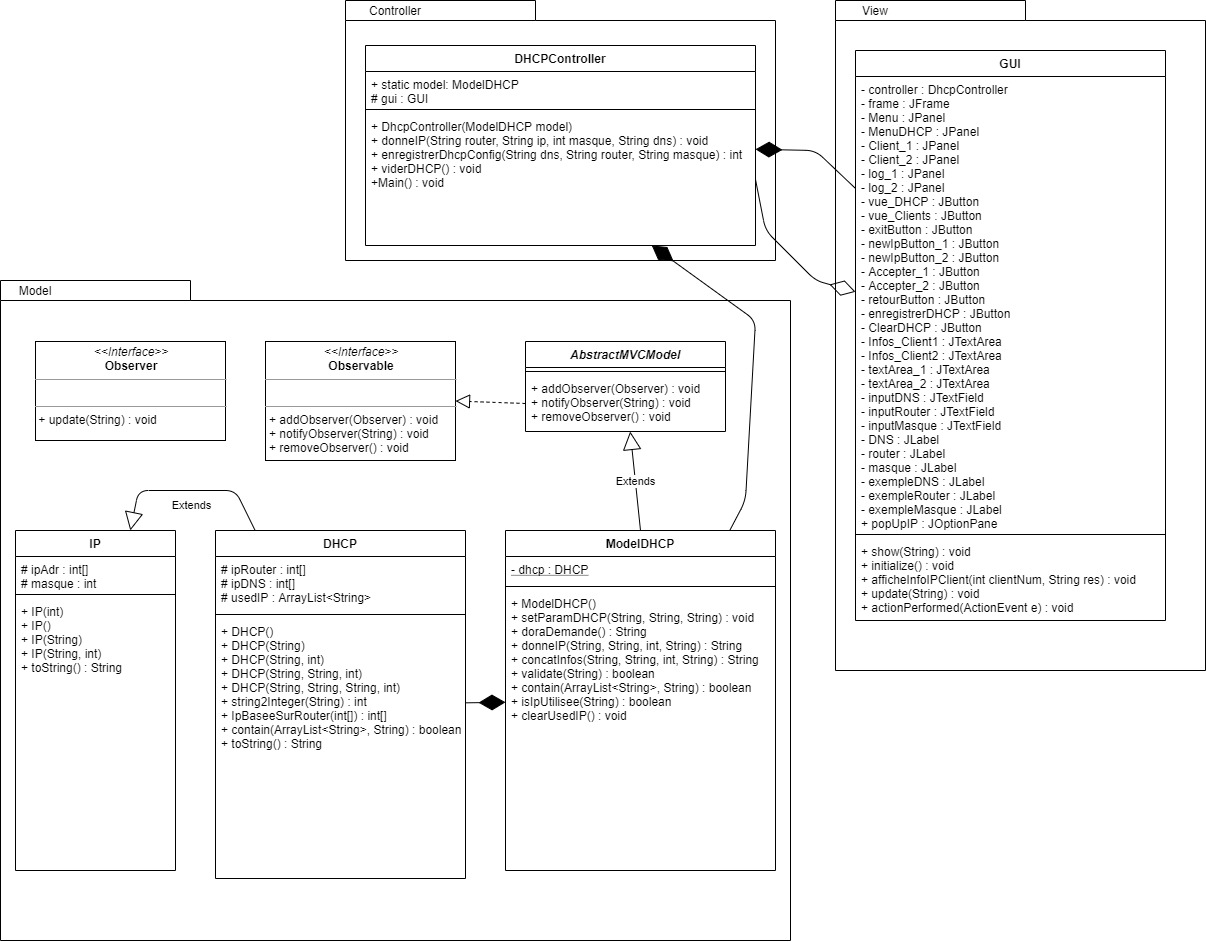 Controller
DHCPController
+ static model: ModelDHCP
# gui : GUI
+ DhcpController(ModelDHCP model)
+ donneIP(String router, String ip, int masque, String dns) : void
+ enregistrerDhcpConfig(String dns, String router, String masque) : int
+ viderDHCP() : void
+Main() : void
View
GUI
- controller : DhcpController
- frame : JFrame
- Menu : JPanel
- MenuDHCP : JPanel
- Client_1 : JPanel
- Client_2 : JPanel
- log_1 : JPanel
- log_2 : JPanel
- vue_DHCP : JButton
- vue_Clients : JButton
- exitButton : JButton
- newIpButton_1 : JButton
- newIpButton_2 : JButton
- Accepter_1 : JButton
- Accepter_2 : JButton
- retourButton : JButton
- enregistrerDHCP : JButton
- ClearDHCP : JButton
- Infos_Client1 : JTextArea
- Infos_Client2 : JTextArea
- textArea_1 : JTextArea
- textArea_2 : JTextArea
- inputDNS : JTextField
- inputRouter : JTextField
- inputMasque : JTextField
- DNS : JLabel
- router : JLabel
- masque : JLabel
- exempleDNS : JLabel
- exempleRouter : JLabel
- exempleMasque : JLabel
+ popUpIP : JOptionPane
+ show(String) : void
+ initialize() : void
+ afficheInfoIPClient(int clientNum, String res) : void
+ update(String) : void
+ actionPerformed(ActionEvent e) : void
Model
<<Interface>>
Observer
+ update(String) : void
<<Interface>>
Observable
+ addObserver(Observer) : void
+ notifyObserver(String) : void
+ removeObserver() : void
AbstractMVCModel
+ addObserver(Observer) : void
+ notifyObserver(String) : void
+ removeObserver() : void
Extends
Extends
IP
# ipAdr : int[]
# masque : int
+ IP(int)
+ IP()
+ IP(String)
+ IP(String, int)
+ toString() : String
DHCP
# ipRouter : int[]
# ipDNS : int[]
# usedIP : ArrayList<String>
+ DHCP()
+ DHCP(String)
+ DHCP(String, int)
+ DHCP(String, String, int)
+ DHCP(String, String, String, int)
+ string2Integer(String) : int
+ IpBaseeSurRouter(int[]) : int[]
+ contain(ArrayList<String>, String) : boolean
+ toString() : String
ModelDHCP
- dhcp : DHCP
+ ModelDHCP()
+ setParamDHCP(String, String, String) : void
+ doraDemande() : String
+ donneIP(String, String, int, String) : String
+ concatInfos(String, String, int, String) : String
+ validate(String) : boolean
+ contain(ArrayList<String>, String) : boolean
+ isIpUtilisee(String) : boolean
+ clearUsedIP() : void